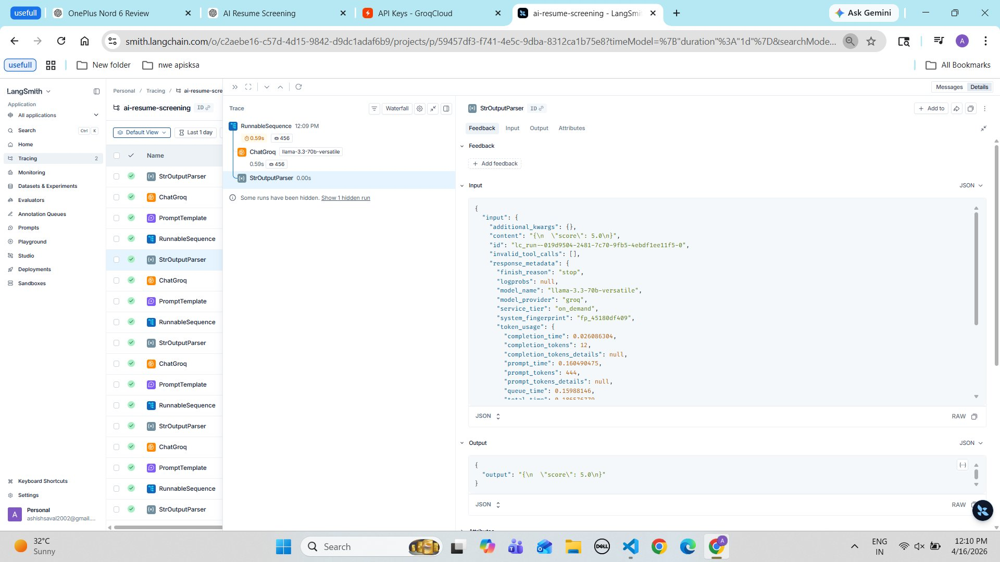 usefull
OnePlus Nord 6 Review
AI Resume Screening
API Keys - GroqCloud
ai-resume-screening - LangSmi
Ask Gemini
smith.langchain.com/o/c2aebe16-c57d-4d15-9842-d9dc1adaf6b9/projects/p/59457df3-f741-4e5c-9dba-8312ca1b75e8?timeModel=%7B"duration"%3A"1d"%7D&searchMode...
A
usefull
New folder
nwe apisksa
All Bookmarks
LangSmith
Application
All applications
Search Ctrl K
Home
Tracing 2
Monitoring
Datasets & Experiments
Evaluators
Annotation Queues
Prompts
Playground
Studio
Deployments
Sandboxes
Keyboard Shortcuts
Settings
A
Personal
ashishsaval2002@gmail....
Personal / Tracing / ai-resume-scre
ai-resume-screening ID
Default View
Last 1 day
Name
StrOutputParser
ChatGroq
PromptTemplate
RunnableSequence
StrOutputParser
ChatGroq
PromptTemplate
RunnableSequence
StrOutputParser
ChatGroq
PromptTemplate
RunnableSequence
StrOutputParser
ChatGroq
PromptTemplate
RunnableSequence
StrOutputParser
Trace
Waterfall
RunnableSequence 12:09 PM
0.59s 456
ChatGroq llama-3.3-70b-versatile
0.59s 456
StrOutputParser 0.00s
Some runs have been hidden. Show 1 hidden run
Messages Details
StrOutputParser ID
+ Add to
Feedback Input Output Attributes
Feedback
+ Add feedback
Input JSON
{
"input": {
"additional_kwargs": {},
"content": "{\n  \"score\": 5.0\n}",
"id": "lc_run--019d9504-2481-7c70-9fb5-4ebdf1ee11f5-0",
"invalid_tool_calls": [],
"response_metadata": {
"finish_reason": "stop",
"logprobs": null,
"model_name": "llama-3.3-70b-versatile",
"model_provider": "groq",
"service_tier": "on_demand",
"system_fingerprint": "fp_45180df409",
"token_usage": {
"completion_time": 0.026086304,
"completion_tokens": 12,
"completion_tokens_details": null,
"prompt_time": 0.160490475,
"prompt_tokens": 444,
"prompt_tokens_details": null,
"queue_time": 0.15988146,
"total_time": 0.186576779
JSON RAW
Output JSON
{
"output": "{\n  \"score\": 5.0\n}"
}
JSON RAW
Attributes
32°C
Sunny
Search
DELL
A
ENG
IN
12:10 PM
4/16/2026